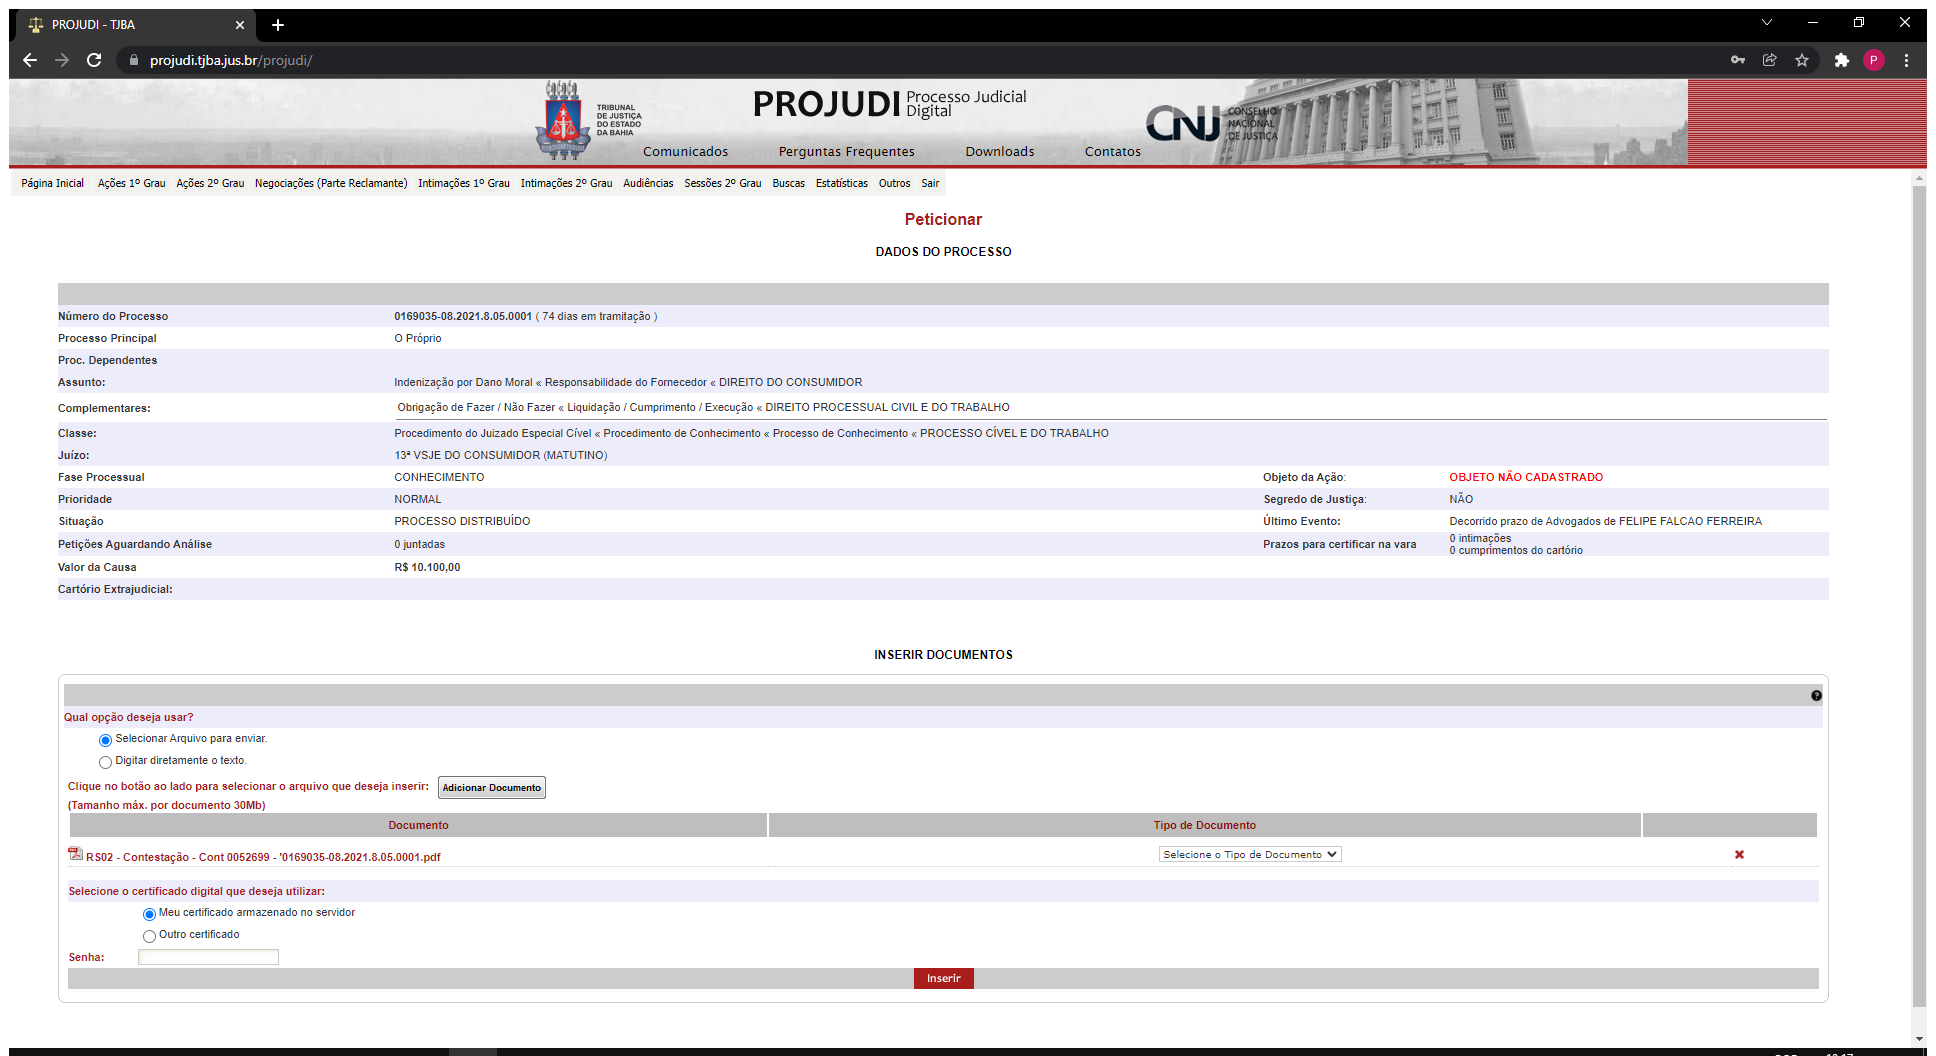 PROJUDI - TJBA
projudi.tjba.jus.br/projudi/
P
TRIBUNAL
DE JUSTIÇA
DO ESTADO
DA BAHIA
PROJUDI Processo Judicial
Digital
CNJ CONSELHO
NACIONAL
DE JUSTIÇA
Comunicados Perguntas Frequentes Downloads Contatos
Página Inicial Ações 1º Grau Ações 2º Grau Negociações (Parte Reclamante) Intimações 1º Grau Intimações 2º Grau Audiências Sessões 2º Grau Buscas Estatísticas Outros Sair
Peticionar
DADOS DO PROCESSO
Número do Processo 0169035-08.2021.8.05.0001 ( 74 dias em tramitação )
Processo Principal O Próprio
Proc. Dependentes
Assunto: Indenização por Dano Moral « Responsabilidade do Fornecedor « DIREITO DO CONSUMIDOR
Complementares: Obrigação de Fazer / Não Fazer « Liquidação / Cumprimento / Execução « DIREITO PROCESSUAL CIVIL E DO TRABALHO
Classe: Procedimento do Juizado Especial Cível « Procedimento de Conhecimento « Processo de Conhecimento « PROCESSO CÍVEL E DO TRABALHO
Juízo: 13ª VSJE DO CONSUMIDOR (MATUTINO)
Fase Processual CONHECIMENTO Objeto da Ação: OBJETO NÃO CADASTRADO
Prioridade NORMAL Segredo de Justiça: NÃO
Situação PROCESSO DISTRIBUÍDO Último Evento: Decorrido prazo de Advogados de FELIPE FALCAO FERREIRA
Petições Aguardando Análise 0 juntadas Prazos para certificar na vara 0 intimações
0 cumprimentos do cartório
Valor da Causa R$ 10.100,00
Cartório Extrajudicial:
INSERIR DOCUMENTOS
Qual opção deseja usar?
Selecionar Arquivo para enviar.
Digitar diretamente o texto.
Clique no botão ao lado para selecionar o arquivo que deseja inserir: Adicionar Documento
(Tamanho máx. por documento 30Mb)
Documento Tipo de Documento
RS02 - Contestação - Cont 0052699 - '0169035-08.2021.8.05.0001.pdf Selecione o Tipo de Documento
Selecione o certificado digital que deseja utilizar:
Meu certificado armazenado no servidor
Outro certificado
Senha:
Inserir